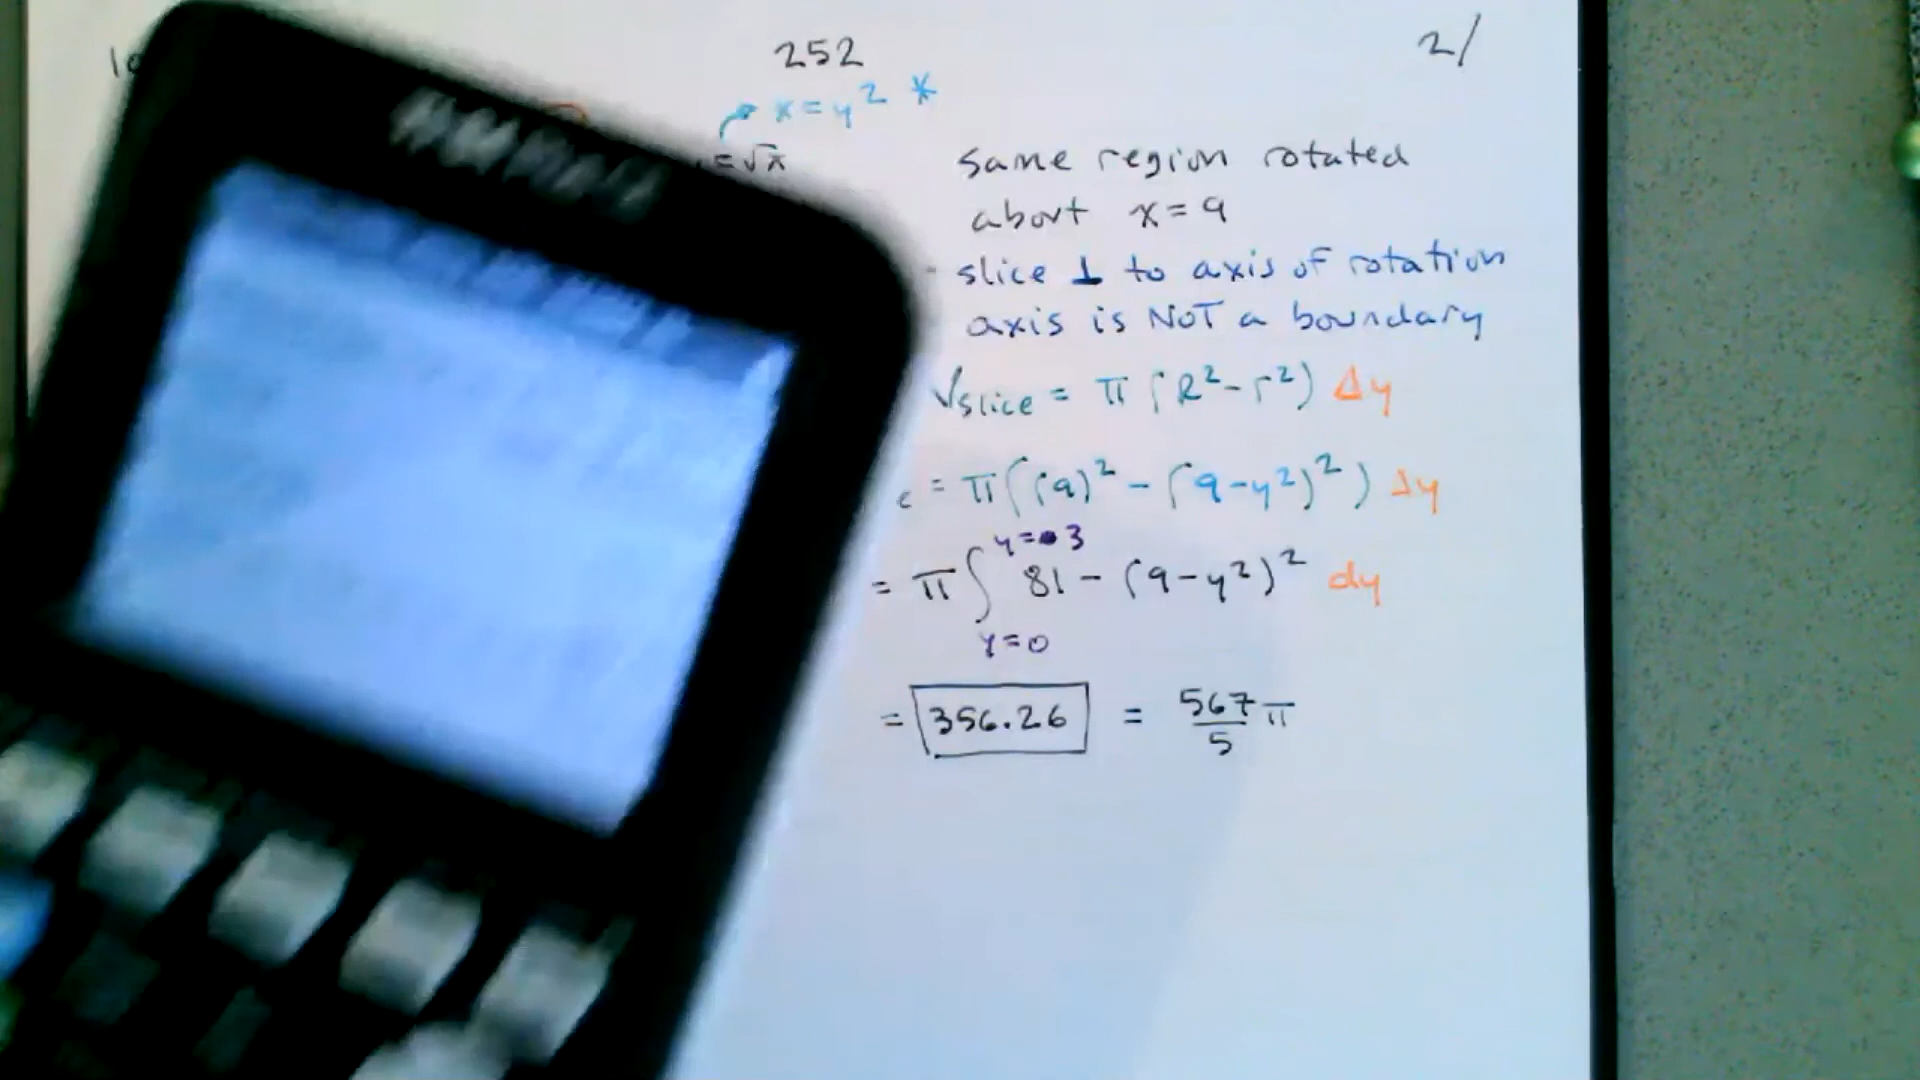 252
2/
x = y² *
= √x
same region rotated
about x = 9
slice ⊥ to axis of rotation
axis is NOT a boundary
Vslice = π (R² - r²) Δy
= π((9)² - (9 - y²)²) Δy
y = 3
= π ∫ 81 - (9 - y²)² dy
y = 0
= 356.26 = 567/5 π